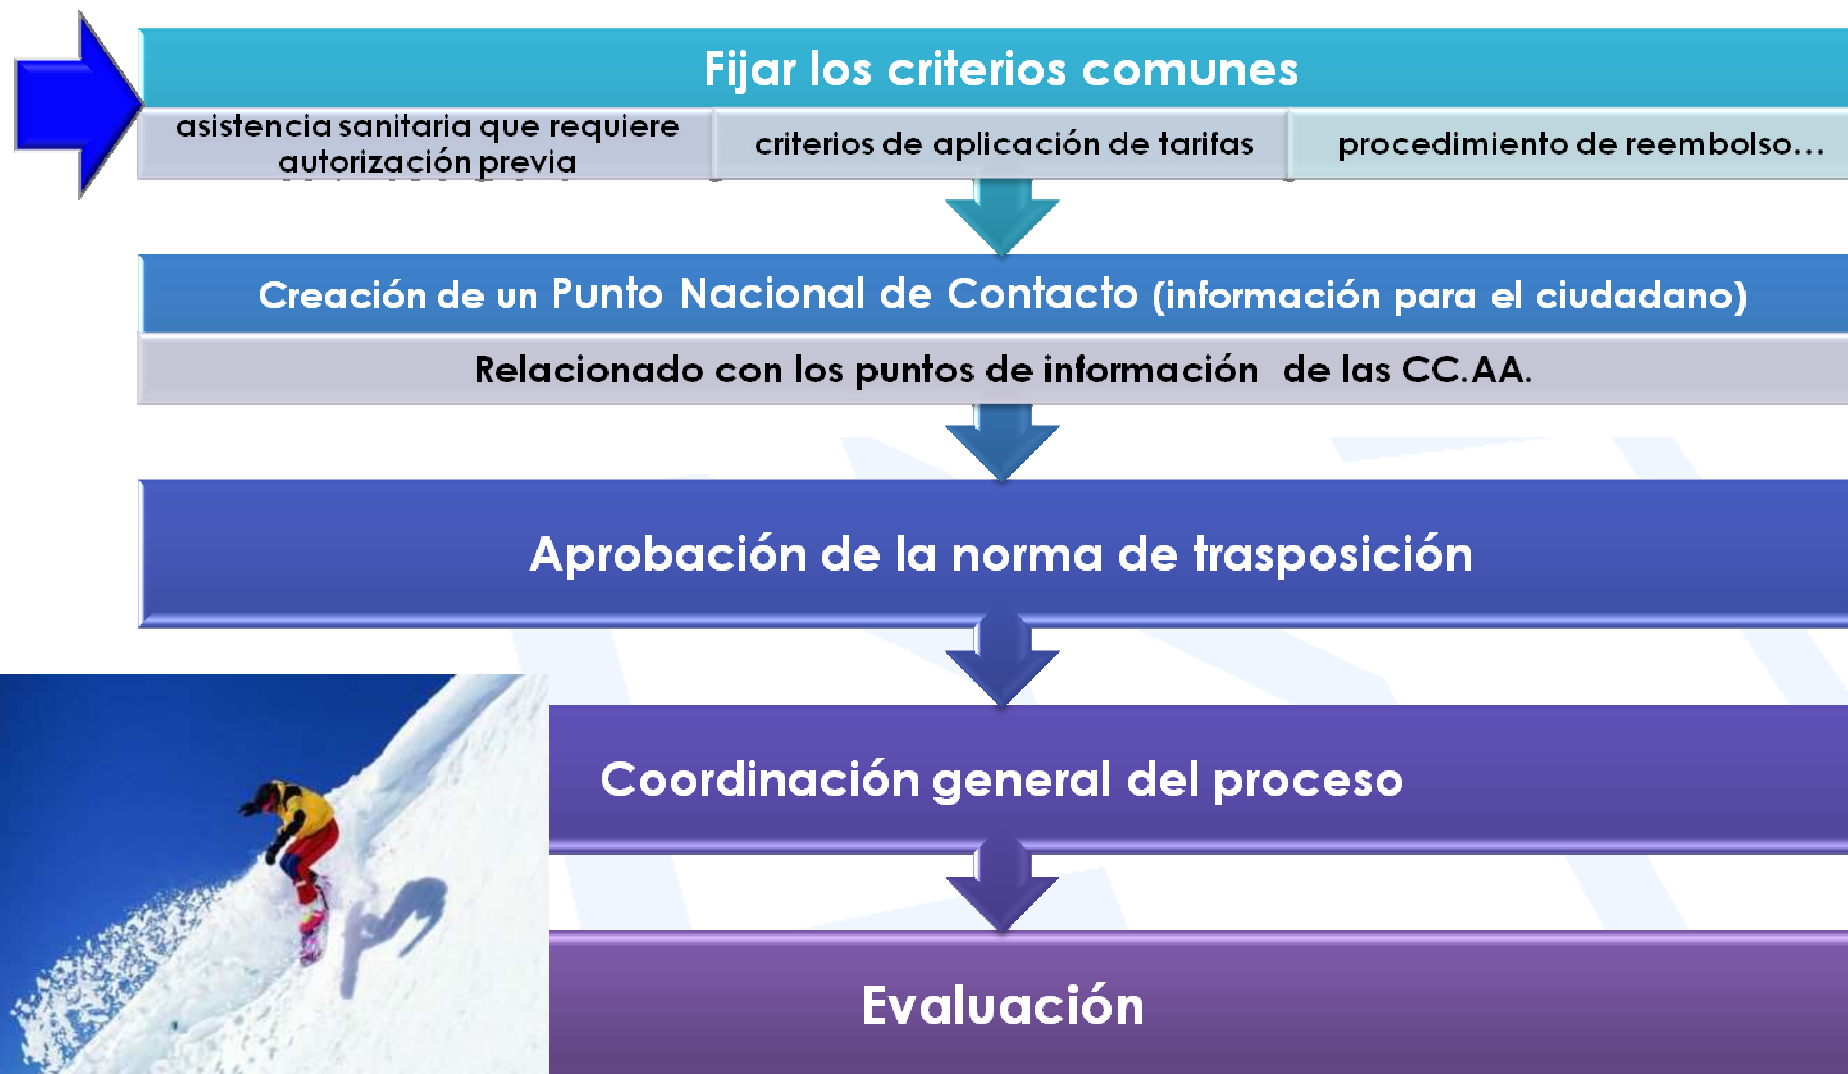 Fijar los criterios comunes
asistencia sanitaria que requiere
autorización previa
criterios de aplicación de tarifas
procedimiento de reembolso...
Creación de un Punto Nacional de Contacto (información para el ciudadano)
Relacionado con los puntos de información de las CC.AA.
Aprobación de la norma de trasposición
Coordinación general del proceso
Evaluación